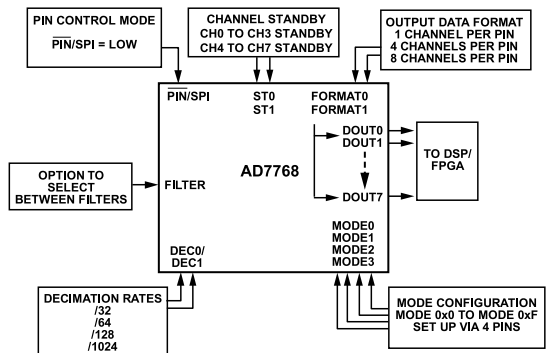 PIN CONTROL MODE
PIN/SPI = LOW
CHANNEL STANDBY
CH0 TO CH3 STANDBY
CH4 TO CH7 STANDBY
OUTPUT DATA FORMAT
1 CHANNEL PER PIN
4 CHANNELS PER PIN
8 CHANNELS PER PIN
PIN/SPI
ST0
ST1
FORMAT0
FORMAT1
DOUT0
DOUT1
DOUT7
TO DSP/
FPGA
AD7768
OPTION TO
SELECT
BETWEEN FILTERS
FILTER
MODE0
MODE1
MODE2
MODE3
DEC0/
DEC1
DECIMATION RATES
/32
/64
/128
/1024
MODE CONFIGURATION
MODE 0x0 TO MODE 0xF
SET UP VIA 4 PINS